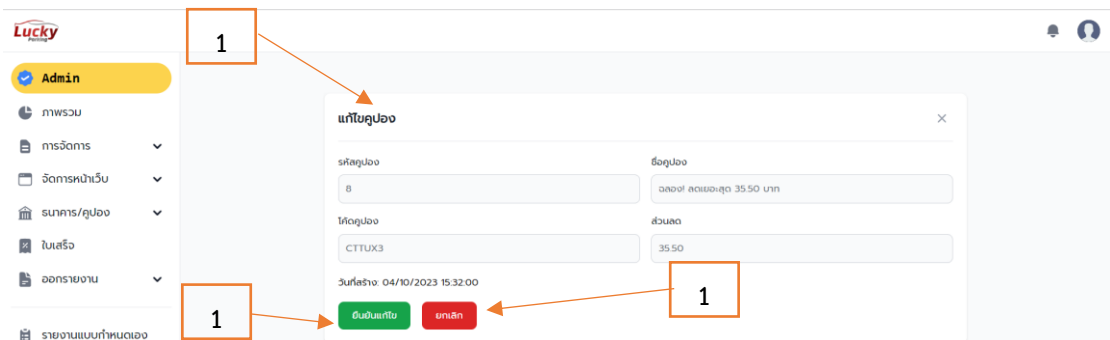 Lucky
1
Admin
ภาพรวม
การจัดการ
จัดการหน้าเว็บ
ธนาคาร/คูปอง
ใบเสร็จ
ออกรายงาน
รายงานแบบกำหนดเอง
แก้ไขคูปอง
รหัสคูปอง
8
ชื่อคูปอง
ฉลอง! ลดเยอะสุด 35.50 บาท
โค้ดคูปอง
CTTUX3
ส่วนลด
35.50
วันที่สร้าง: 04/10/2023 15:32:00
1
ยืนยันแก้ไข
ยกเลิก
1